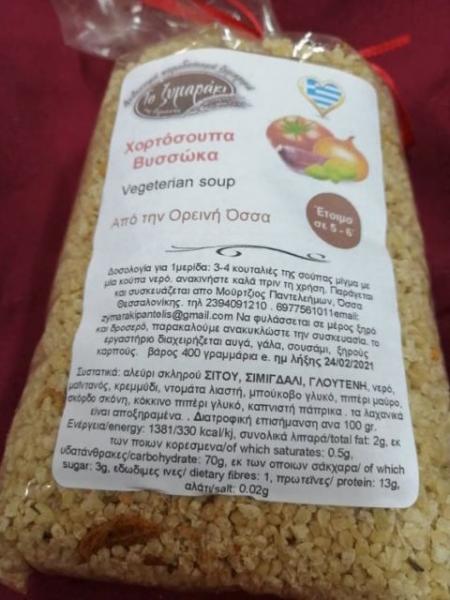 Το Ζυμαράκι
Χορτόσουπα
Βυσσώκα
Vegeterian soup
Από την Ορεινή Όσσα
Έτοιμο
σε 5 - 6'
Δοσολογία για 1μερίδα: 3-4 κουταλιές της σούπας μίγμα με
μία κούπα νερό. ανακινήστε καλά πριν τη χρήση. Παράγεται
και συσκευάζεται απο Μούρτζιος Παντελεήμων, Όσσα
Θεσσαλονίκης. τηλ 2394091210 . 6977561011email:
zymarakipantelis@gmail.com Να φυλάσσεται σε μέρος ξηρό
και δροσερό, παρακαλούμε ανακυκλώστε την συσκευασία. το
εργαστήριο διαχειρίζεται αυγά, γάλα, σουσάμι, ξηρούς
καρπούς. βάρος 400 γραμμάρια e. ημ λήξης 24/02/2021
Συστατικά: αλεύρι σκληρού ΣΙΤΟΥ, ΣΙΜΙΓΔΑΛΙ, ΓΛΟΥΤΕΝΗ, νερό,
μαϊντανός, κρεμμύδι, ντομάτα λιαστή, μπούκοβο γλυκό, πιπέρι μαύρο,
σκόρδο σκόνη, κόκκινο πιπέρι γλυκό, καπνιστή πάπρικα . τα λαχανικά
είναι αποξηραμένα. . Διατροφική επισήμανση ανα 100 gr.
Ενέργεια/energy: 1381/330 kcal/kj, συνολικά λιπαρά/total fat: 2g, εκ
των ποιων κορεσμενα/of which saturates: 0.5g,
υδατάνθρακες/carbohydrate: 70g, εκ των οποιων σάκχαρα/ of which
sugar: 3g, εδωδιμες ινες/ dietary fibres: 1, πρωτεΐνες/ protein: 13g,
αλάτι/salt: 0.02g